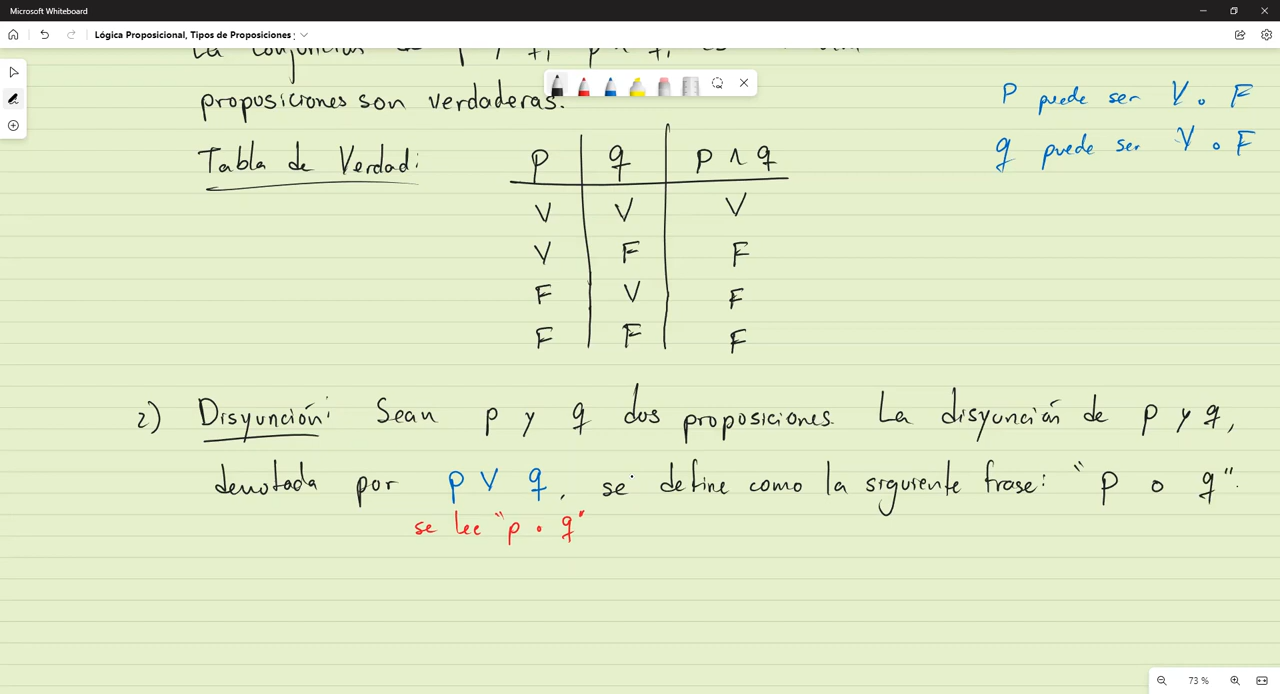 Microsoft Whiteboard
Lógica Proposicional, Tipos de Proposiciones
proposiciones son verdaderas.
P puede ser V o F
q puede ser V o F
Tabla de Verdad:
p q p ∧ q
V V V
V F F
F V F
F F F
2) Disyunción: Sean p y q dos proposiciones. La disyunción de p y q,
denotada por p ∨ q, se define como la siguiente frase: "p o q".
se lee "p o q"
73 %